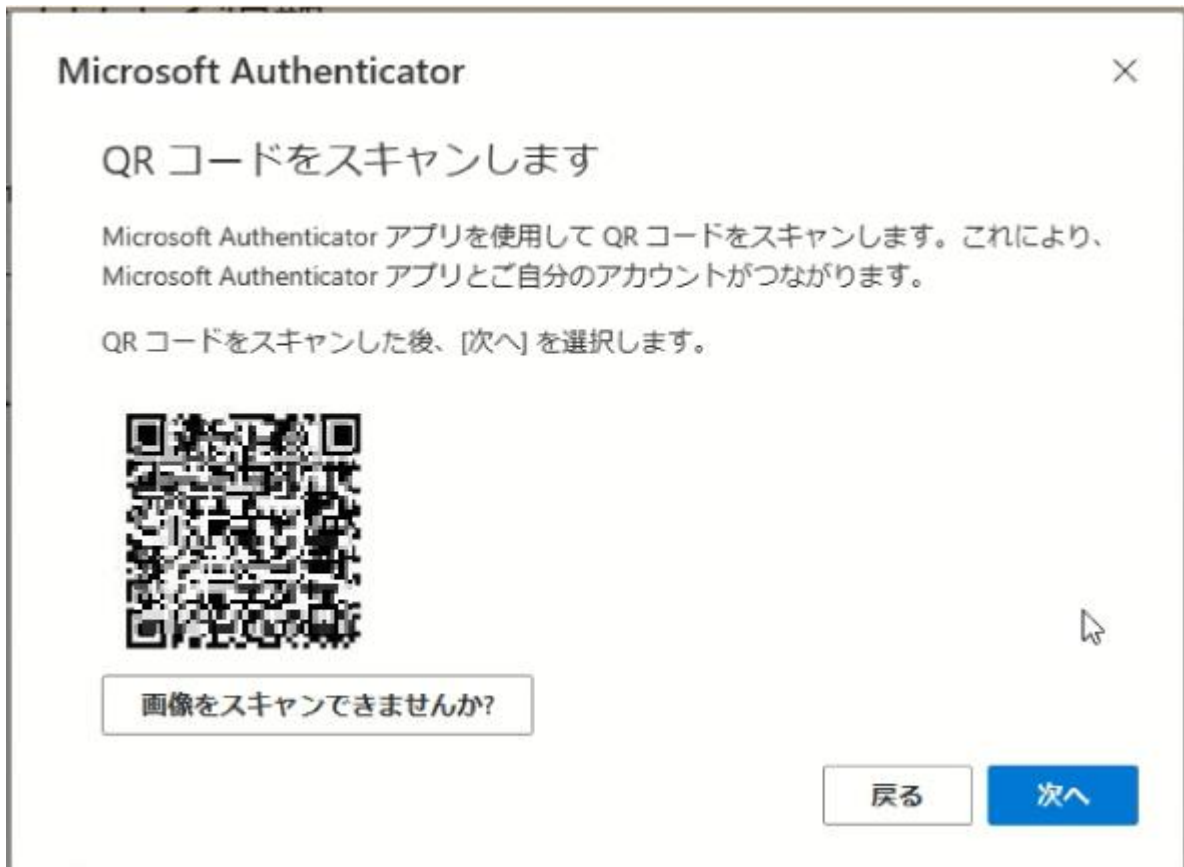 Microsoft Authenticator
QR コードをスキャンします
Microsoft Authenticator アプリを使用して QR コードをスキャンします。これにより、
Microsoft Authenticator アプリとご自分のアカウントがつながります。
QR コードをスキャンした後、[次へ] を選択します。
画像をスキャンできませんか?
戻る
次へ